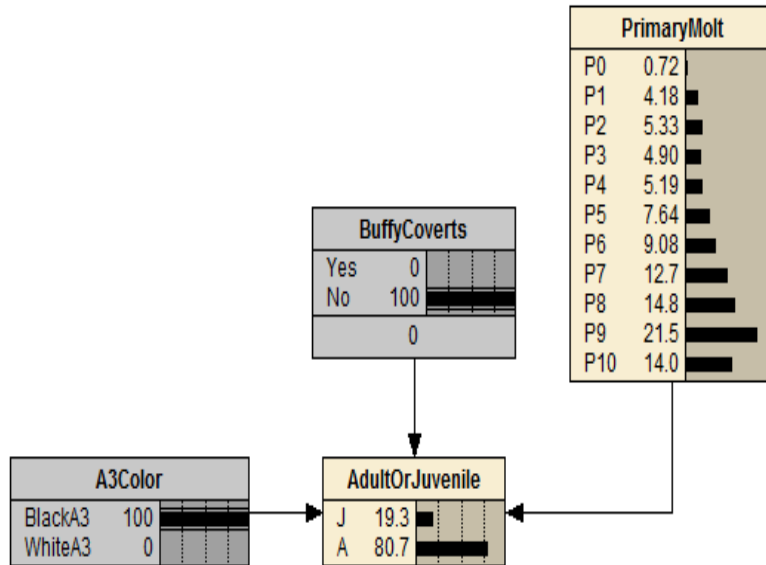 PrimaryMolt
P0 0.72
P1 4.18
P2 5.33
P3 4.90
P4 5.19
P5 7.64
P6 9.08
P7 12.7
P8 14.8
P9 21.5
P10 14.0
BuffyCoverts
Yes 0
No 100
0
A3Color
BlackA3 100
WhiteA3 0
AdultOrJuvenile
J 19.3
A 80.7